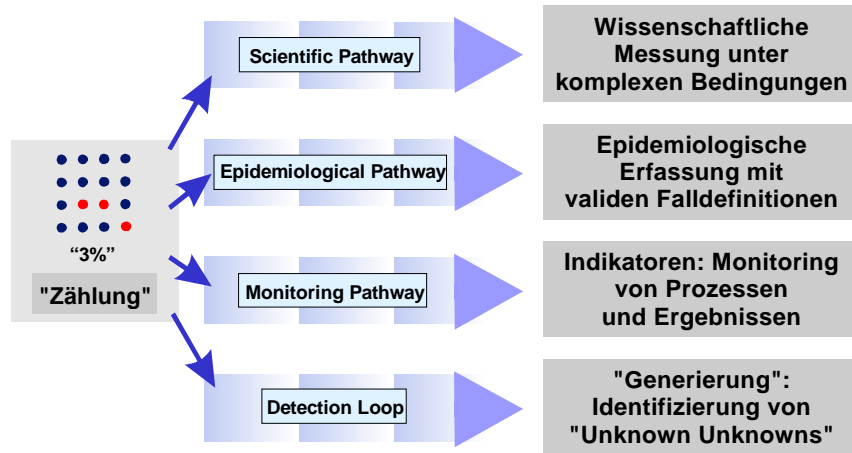 Scientific Pathway
Wissenschaftliche
Messung unter
komplexen Bedingungen
Epidemiological Pathway
Epidemiologische
Erfassung mit
validen Falldefinitionen
“3%”
"Zählung"
Monitoring Pathway
Indikatoren: Monitoring
von Prozessen
und Ergebnissen
Detection Loop
"Generierung":
Identifizierung von
"Unknown Unknowns"